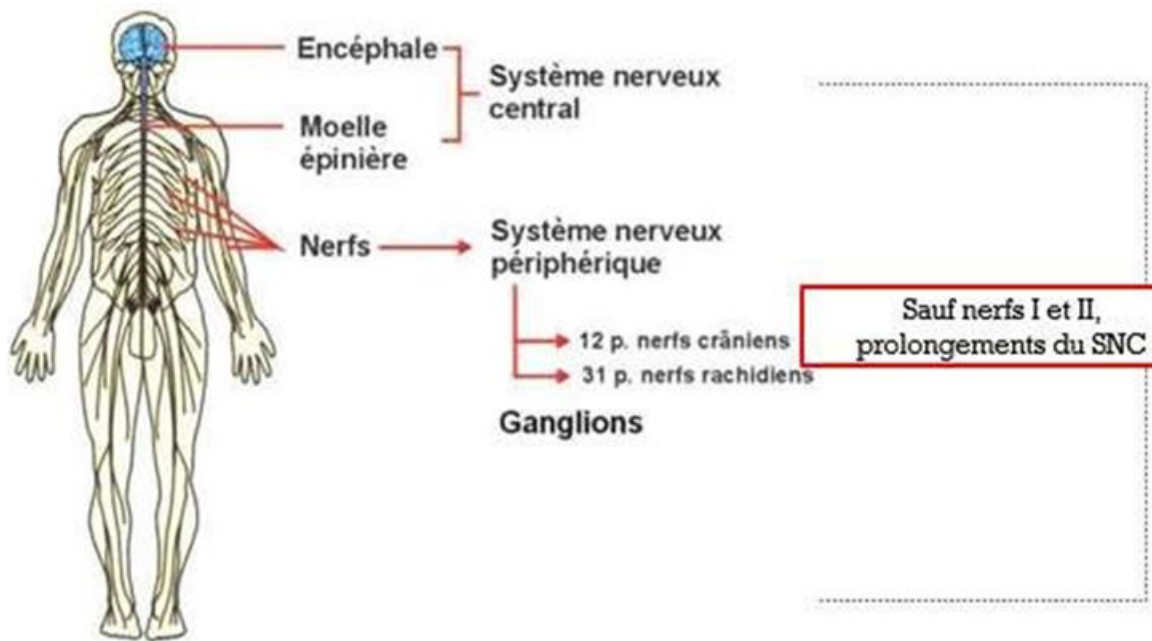 Encéphale
Système nerveux
central
Moelle
épinière
Nerfs
Système nerveux
périphérique
12 p. nerfs crâniens
31 p. nerfs rachidiens
Ganglions
Sauf nerfs I et II,
prolongements du SNC